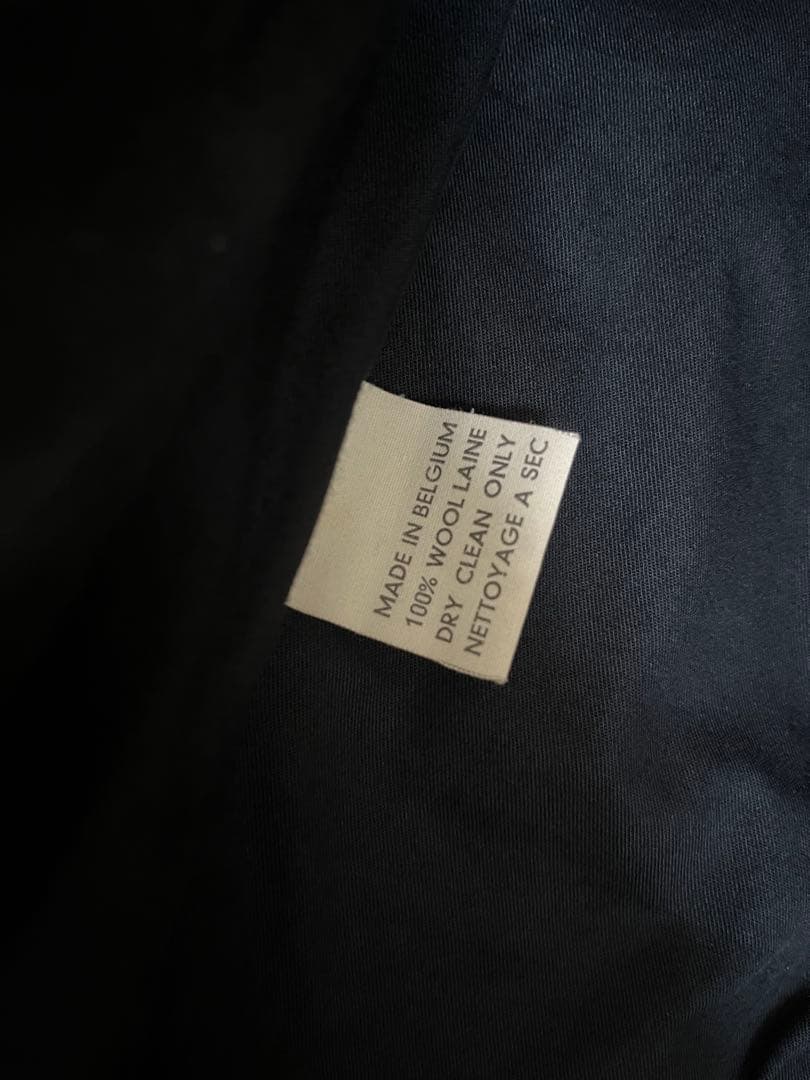 MADE IN BELGIUM
100% WOOL LAINE
DRY CLEAN ONLY
NETTOYAGE A SEC